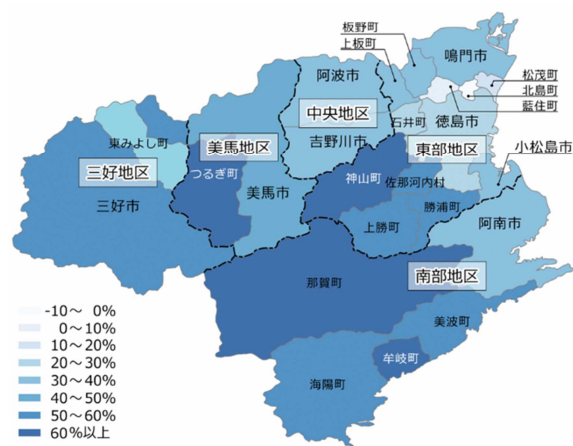 板野町
上板町
鳴門市
松茂町
北島町
藍住町
阿波市
中央地区
石井町
徳島市
吉野川市
東部地区
小松島市
東みよし町
美馬地区
三好地区
つるぎ町
美馬市
神山町
佐那河内村
三好市
上勝町
勝浦町
阿南市
那賀町
南部地区
美波町
牟岐町
海陽町
-10～ 0%
0～10%
10～20%
20～30%
30～40%
40～50%
50～60%
60%以上